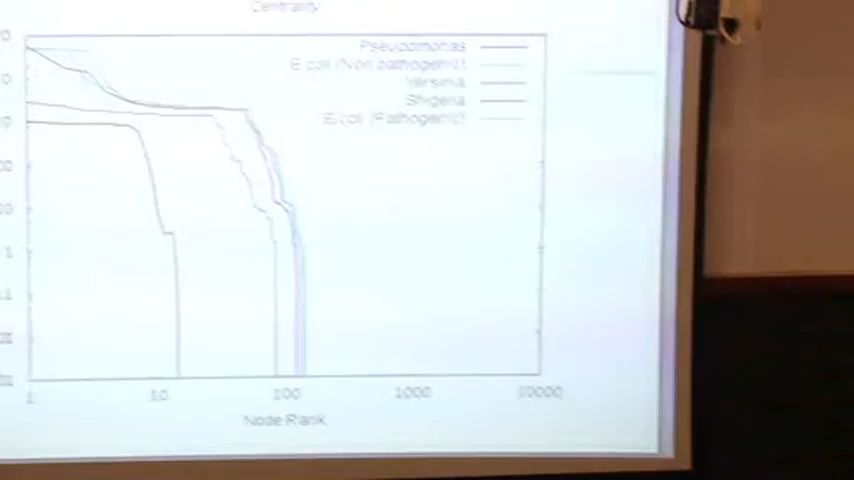 Centrality
Pseudomonas
E coli (Non pathogenic)
Yersinia
Shigella
E coli (Pathogenic)
1 10 100 1000 10000
Node Rank